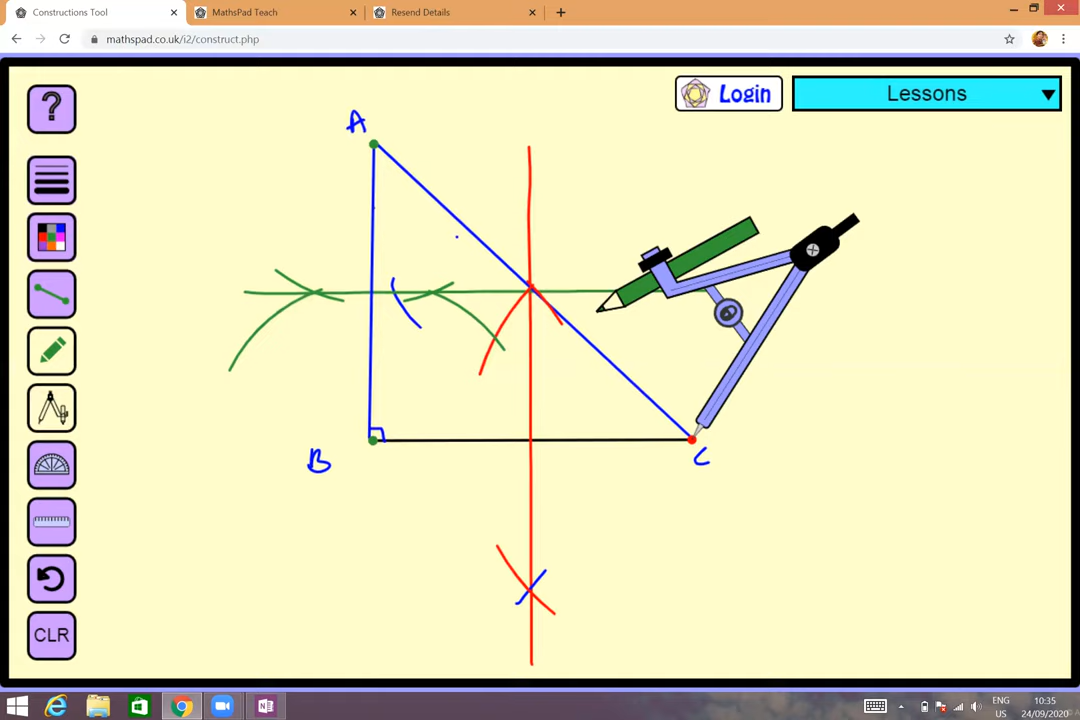 Constructions Tool
MathsPad Teach
Resend Details
mathspad.co.uk/i2/construct.php
?
Login
Lessons
A
B
C
CLR
ENG
US
10:35
24/09/2020